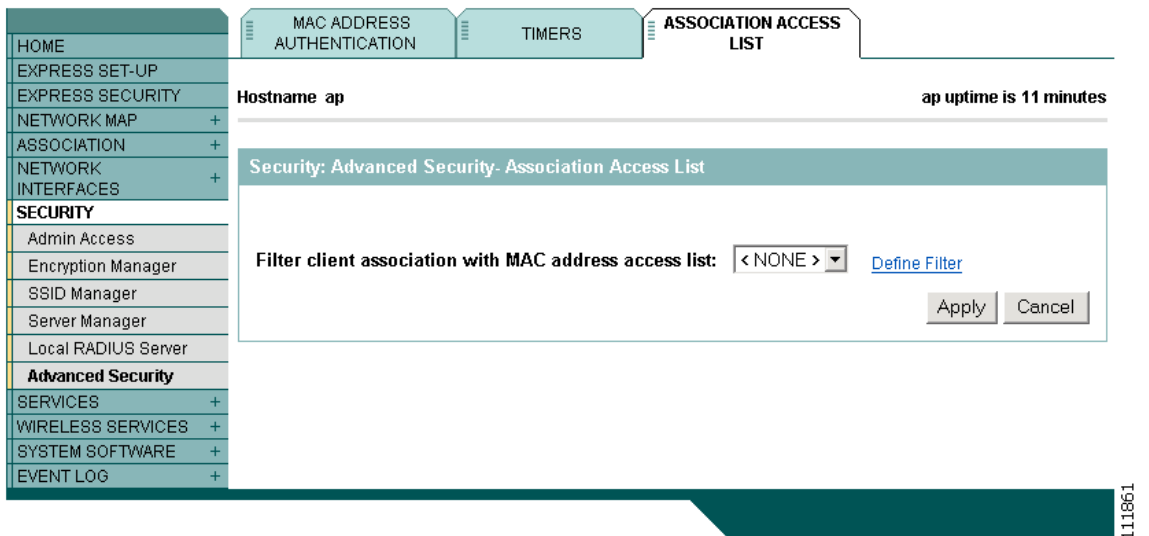 MAC ADDRESS
AUTHENTICATION
TIMERS
ASSOCIATION ACCESS
LIST
HOME
EXPRESS SET-UP
EXPRESS SECURITY
NETWORK MAP +
ASSOCIATION +
NETWORK
INTERFACES +
SECURITY
Admin Access
Encryption Manager
SSID Manager
Server Manager
Local RADIUS Server
Advanced Security
SERVICES +
WIRELESS SERVICES +
SYSTEM SOFTWARE +
EVENT LOG +
Hostname ap
ap uptime is 11 minutes
Security: Advanced Security- Association Access List
Filter client association with MAC address access list: < NONE > Define Filter
Apply Cancel
111861